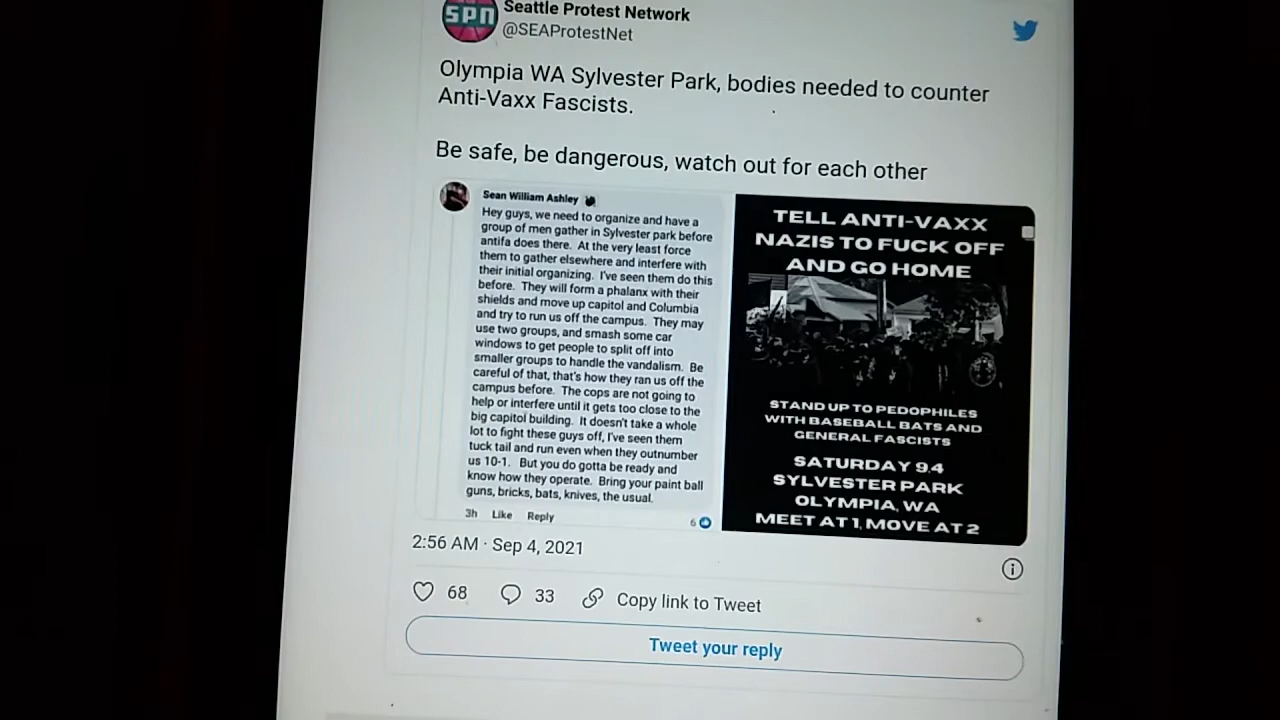 SPN
Seattle Protest Network
@SEAProtestNet
Olympia WA Sylvester Park, bodies needed to counter
Anti-Vaxx Fascists.
Be safe, be dangerous, watch out for each other
Sean William Ashley
Hey guys, we need to organize and have a
group of men gather in Sylvester park before
antifa does there. At the very least force
them to gather elsewhere and interfere with
their initial organizing. I've seen them do this
before. They will form a phalanx with their
shields and move up capitol and Columbia
and try to run us off the campus. They may
use two groups, and smash some car
windows to get people to split off into
smaller groups to handle the vandalism. Be
careful of that, that's how they ran us off the
campus before. The cops are not going to
help or interfere until it gets too close to the
big capitol building. It doesn't take a whole
lot to fight these guys off, I've seen them
tuck tail and run even when they outnumber
us 10-1. But you do gotta be ready and
know how they operate. Bring your paint ball
guns, bricks, bats, knives, the usual.
3h Like Reply 6
TELL ANTI-VAXX
NAZIS TO FUCK OFF
AND GO HOME
STAND UP TO PEDOPHILES
WITH BASEBALL BATS AND
GENERAL FASCISTS
SATURDAY 9.4
SYLVESTER PARK
OLYMPIA, WA
MEET AT 1, MOVE AT 2
2:56 AM · Sep 4, 2021
68 33 Copy link to Tweet
Tweet your reply